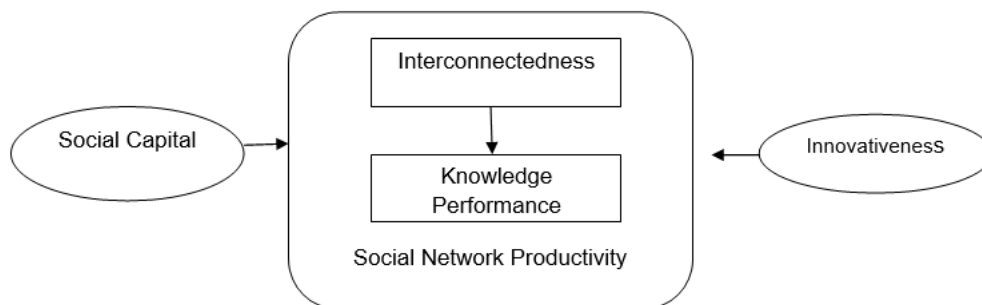 Interconnectedness
Social Capital
Innovativeness
Knowledge
Performance
Social Network Productivity